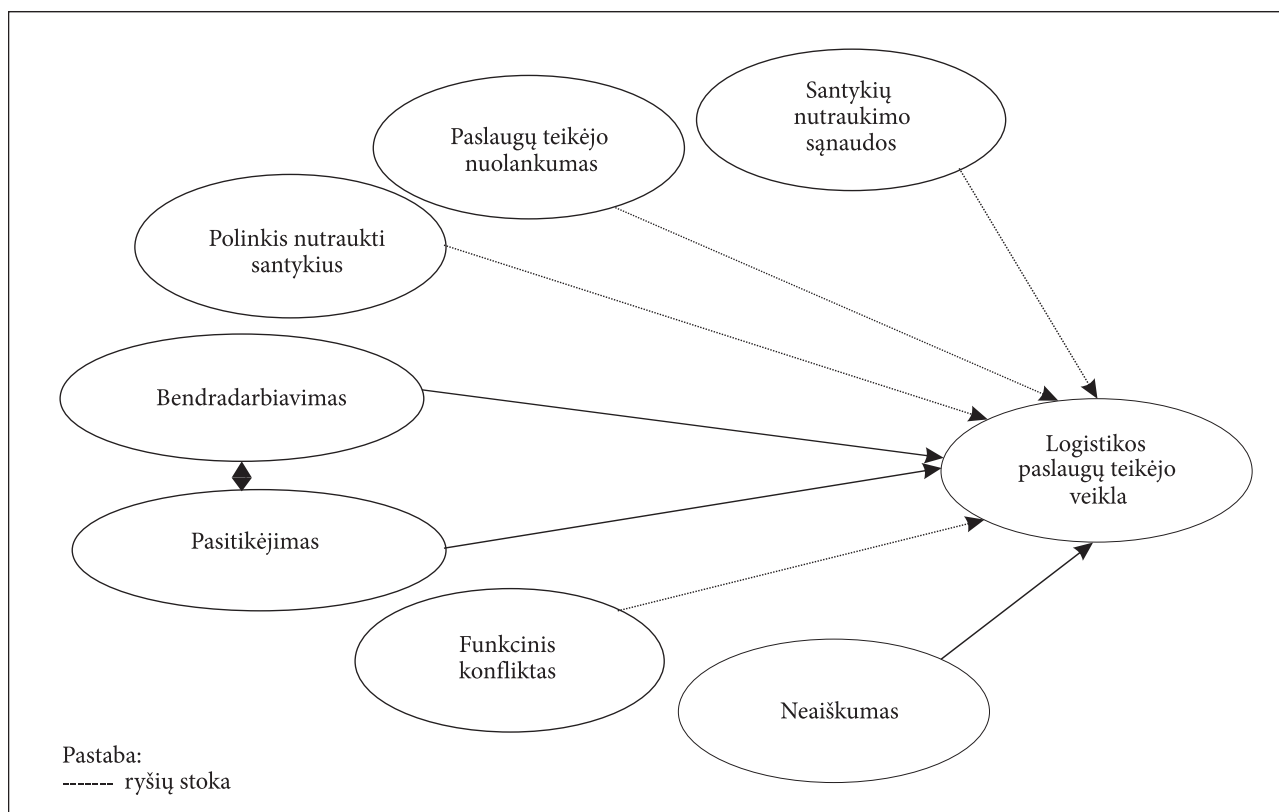 Santykių
nutraukimo
sąnaudos
Paslaugų teikėjo
nuolankumas
Polinkis nutraukti
santykius
Bendradarbiavimas
Logistikos
paslaugų teikėjo
veikla
Pasitikėjimas
Funkcinis
konfliktas
Neaiškumas
Pastaba:
------- ryšių stoka